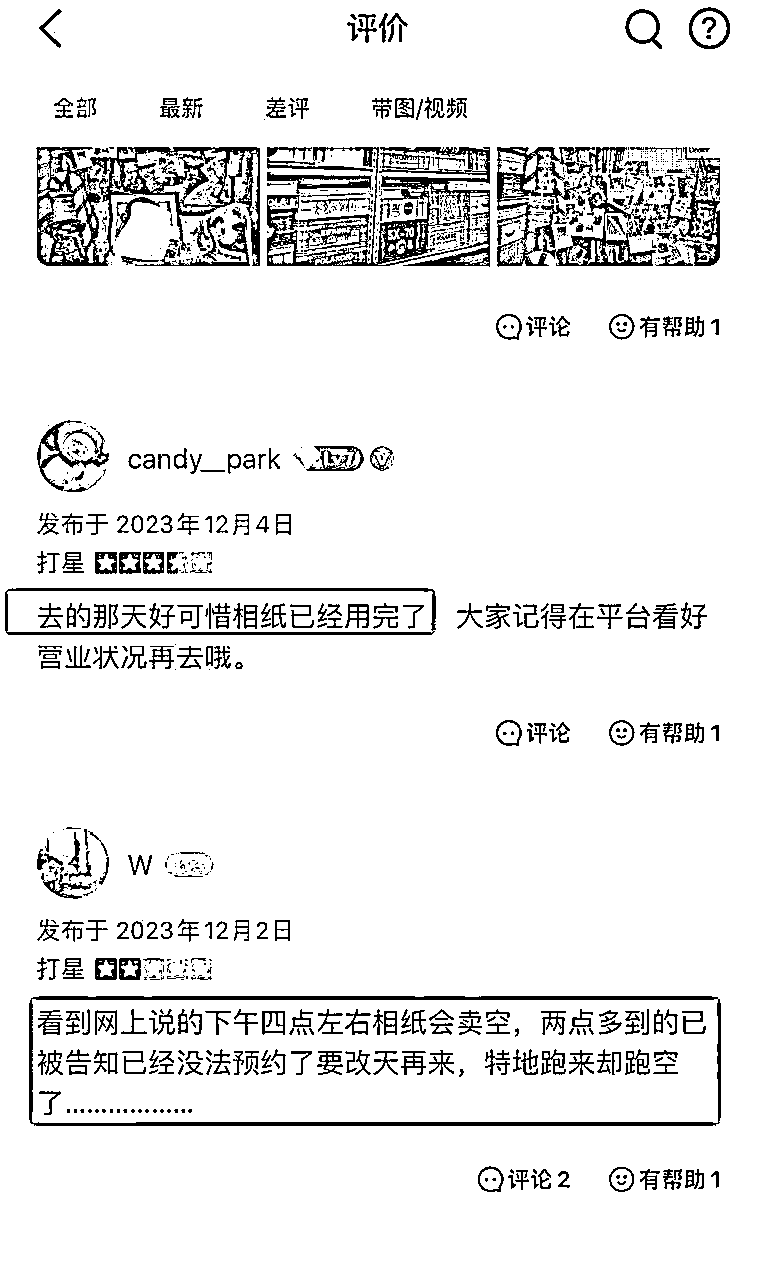 评价
全部 最新 差评 带图/视频
评论 有帮助 1
candy__park
发布于 2023年12月4日
打星
去的那天好可惜相纸已经用完了 大家记得在平台看好
营业状况再去哦。
评论 有帮助 1
W
发布于 2023年12月2日
打星
看到网上说的下午四点左右相纸会卖空，两点多到的已
被告知已经没法预约了要改天再来，特地跑来却跑空
了………………
评论 2 有帮助 1